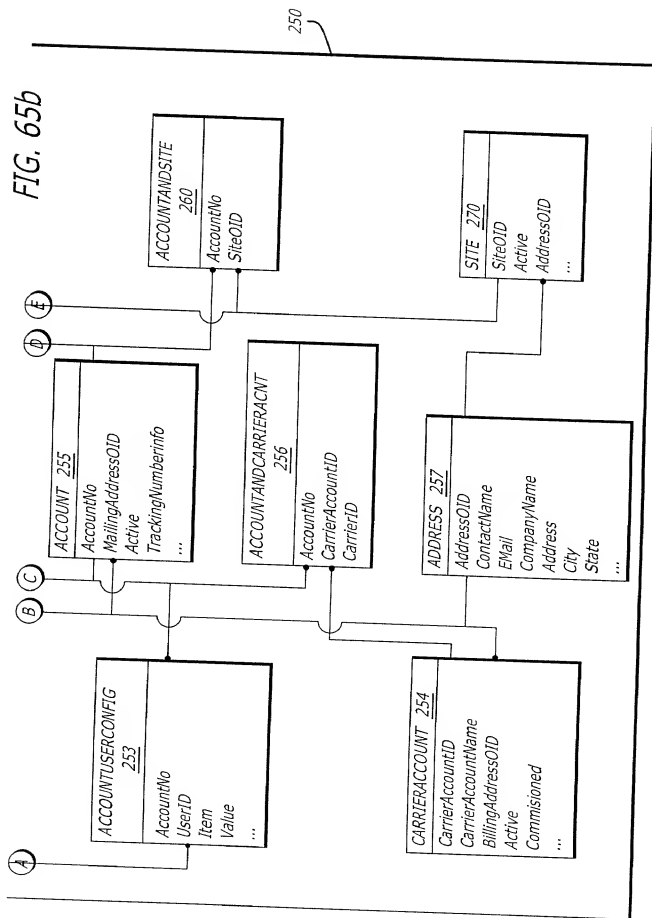 FIG. 65b
250
A
B
C
D
E
ACCOUNTUSERCONFIG
253
AccountNo
UserID
Item
Value
...
ACCOUNT 255
AccountNo
MailingAddressOID
Active
TrackingNumberinfo
...
ACCOUNTANDSITE
260
AccountNo
SiteOID
ACCOUNTANDCARRIERACNT
256
AccountNo
CarrierAccountID
CarrierID
CARRIERACCOUNT 254
CarrierAccountID
CarrierAccountName
BillingAddressOID
Active
Commisioned
...
ADDRESS 257
AddressOID
ContactName
EMail
CompanyName
Address
City
State
...
SITE 270
SiteOID
Active
AddressOID
...